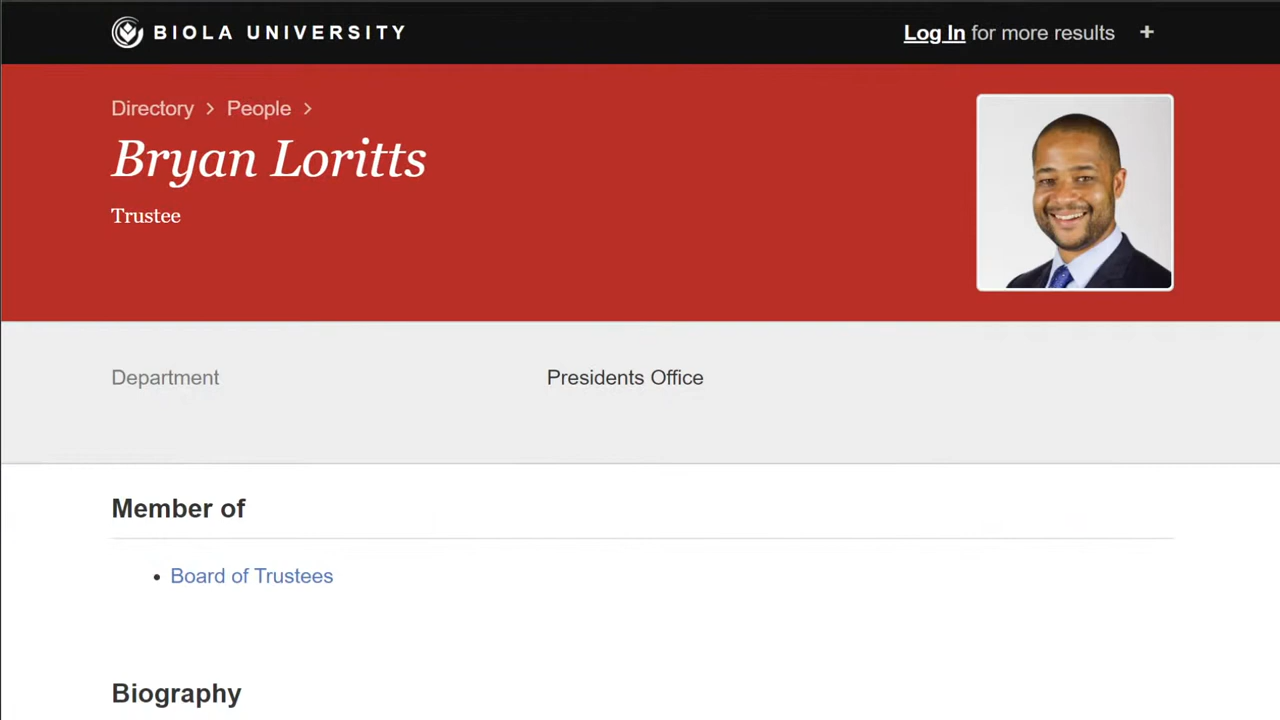 BIOLA UNIVERSITY
Log In for more results +
Directory > People >
Bryan Loritts
Trustee
Department
Presidents Office
Member of
• Board of Trustees
Biography